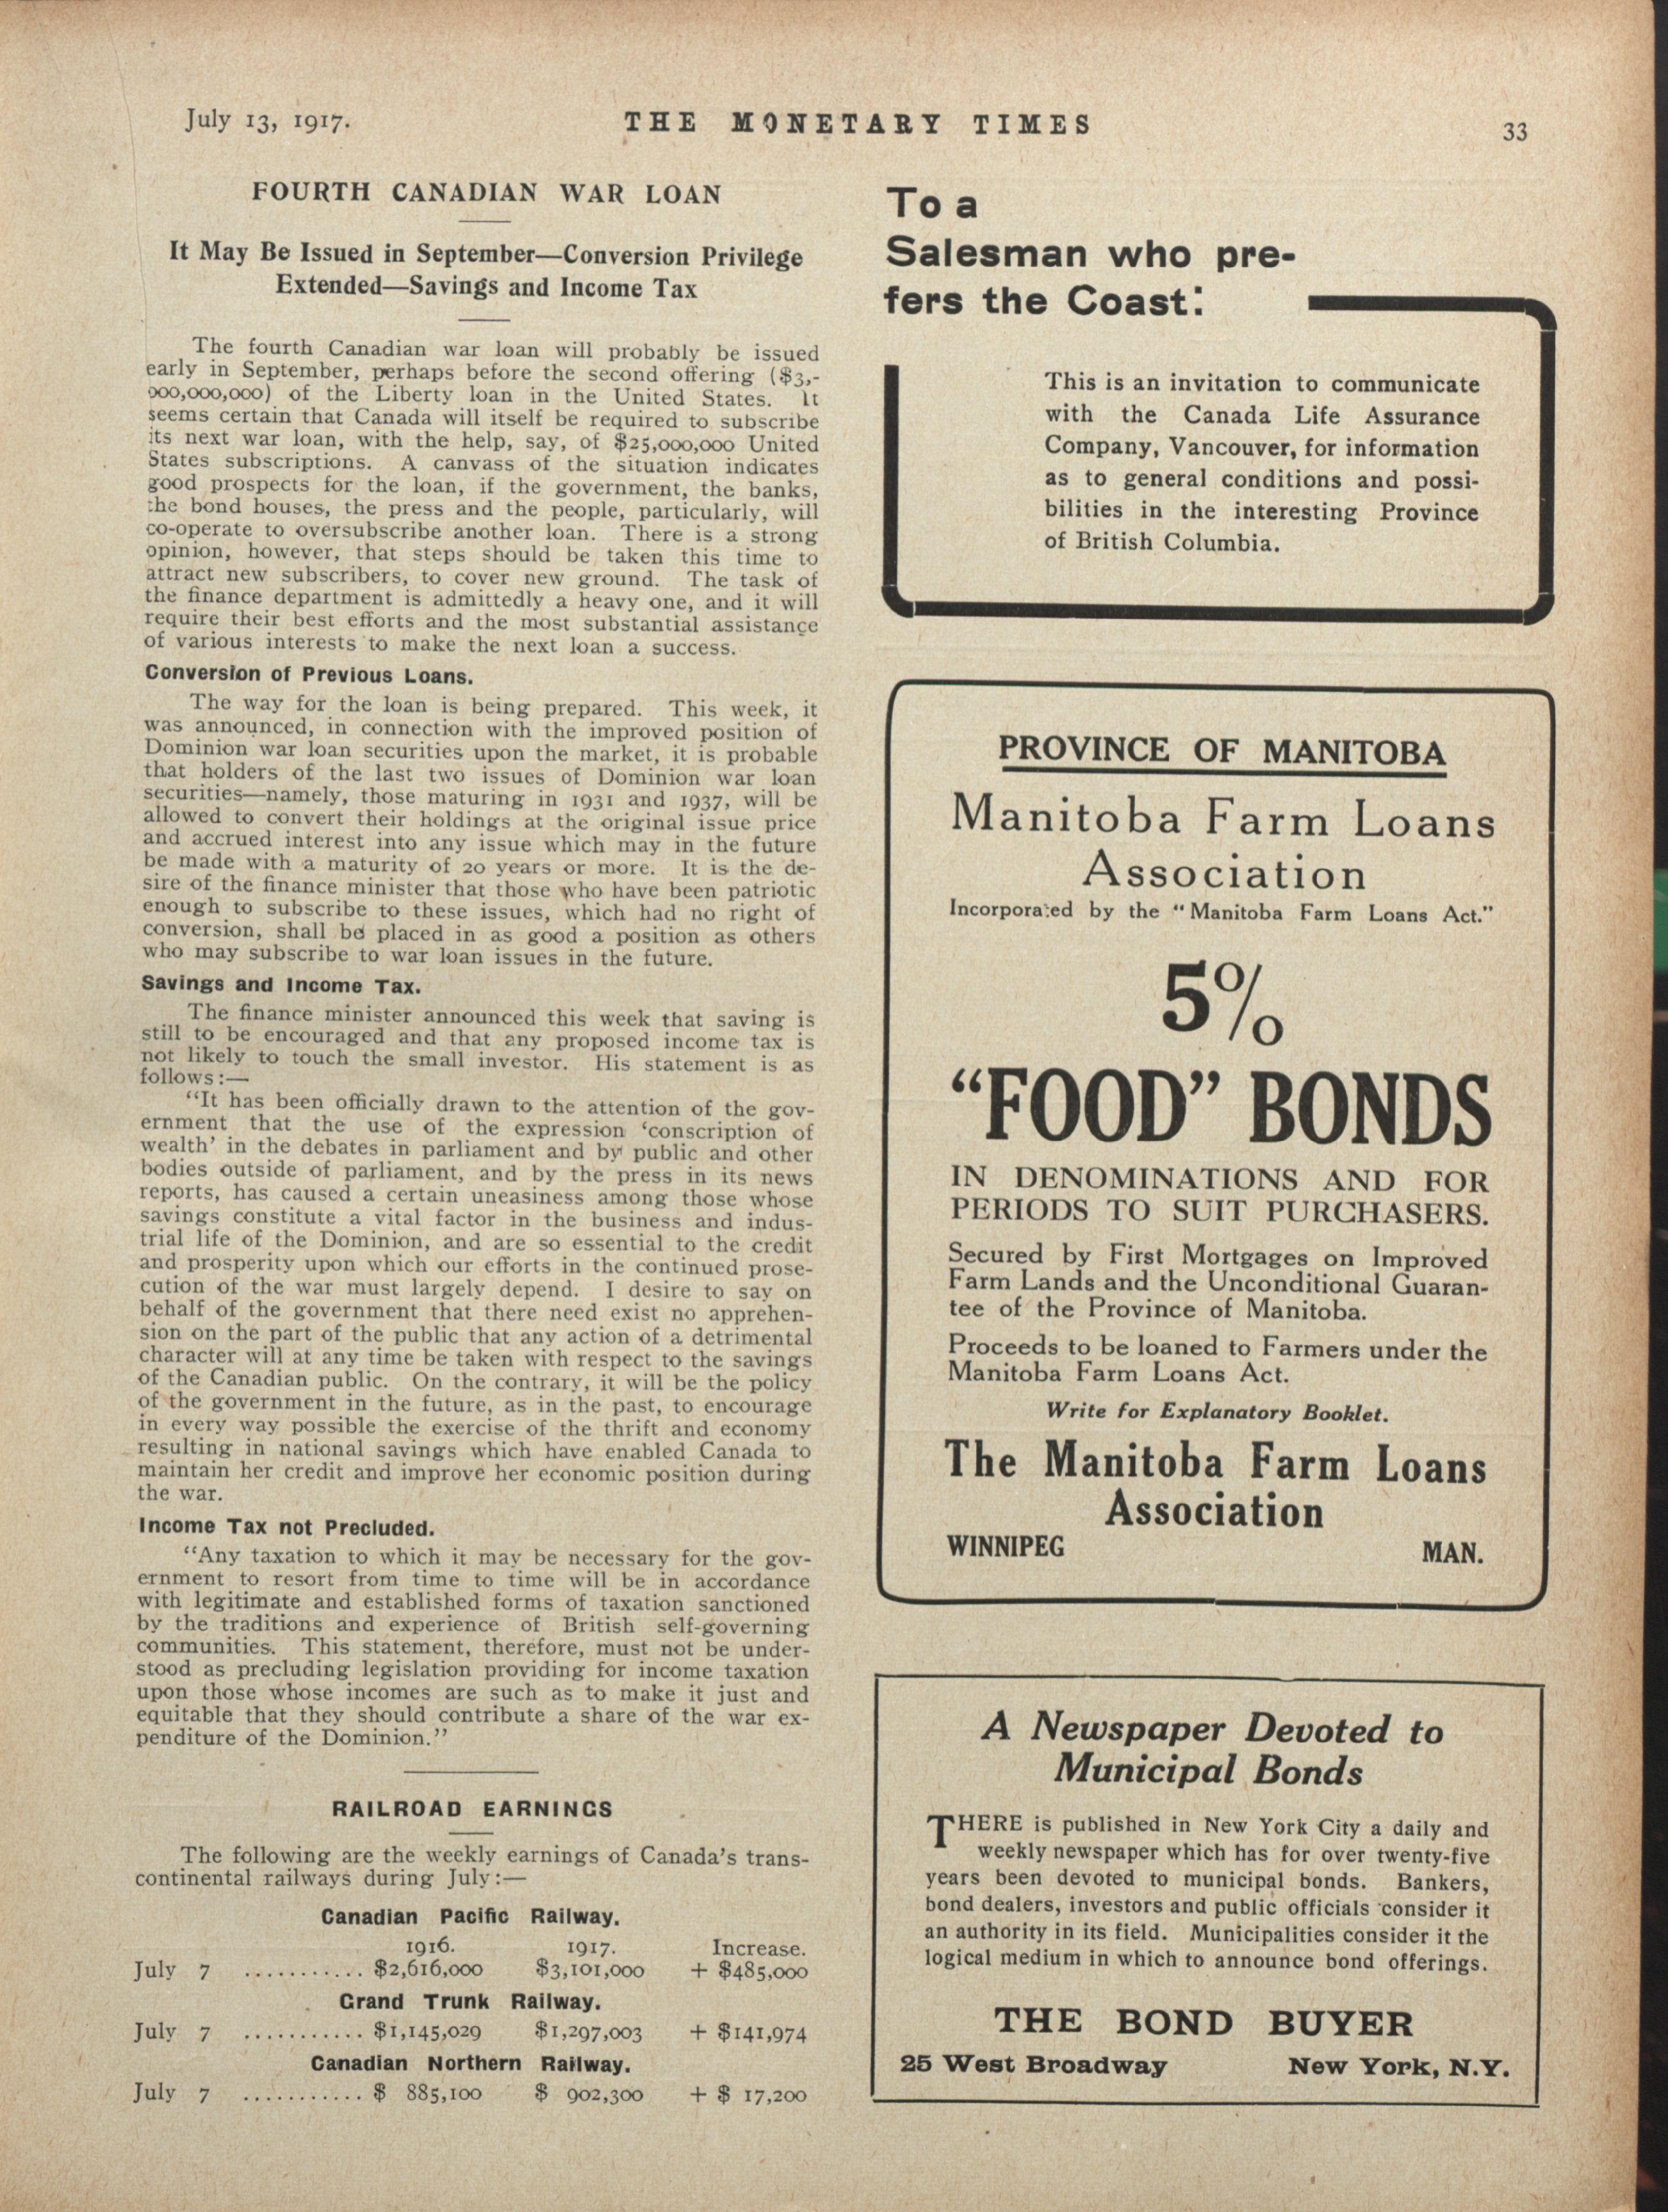 July 13, 1917.
THE MONETARY TIMES
33
FOURTH CANADIAN WAR LOAN
It May Be Issued in September—Conversion Privilege
Extended—Savings and Income Tax
The fourth Canadian war loan will probably be issued
early in September, perhaps before the second offering ($3,-
000,000,000) of the Liberty loan in the United States. It
seems certain that Canada will itself be required to subscribe
its next war loan, with the help, say, of $25,000,000 United
States subscriptions. A canvass of the situation indicates
good prospects for the loan, if the government, the banks,
the bond houses, the press and the people, particularly, will
co-operate to oversubscribe another loan. There is a strong
opinion, however, that steps should be taken this time to
attract new subscribers, to cover new ground. The task of
the finance department is admittedly a heavy one, and it will
require their best efforts and the most substantial assistance
of various interests to make the next loan a success.
Conversion of Previous Loans.
The way for the loan is being prepared. This week, it
was announced, in connection with the improved position of
Dominion war loan securities upon the market, it is probable
that holders of the last two issues of Dominion war loan
securities—namely, those maturing in 1931 and 1937, will be
allowed to convert their holdings at the original issue price
and accrued interest into any issue which may in the future
be made with a maturity of 20 years or more. It is the de-
sire of the finance minister that those who have been patriotic
enough to subscribe to these issues, which had no right of
conversion, shall be placed in as good a position as others
who may subscribe to war loan issues in the future.
Savings and Income Tax.
The finance minister announced this week that saving is
still to be encouraged and that any proposed income tax is
not likely to touch the small investor. His statement is as
follows:—
"It has been officially drawn to the attention of the gov-
ernment that the use of the expression 'conscription of
wealth' in the debates in parliament and by public and other
bodies outside of parliament, and by the press in its news
reports, has caused a certain uneasiness among those whose
savings constitute a vital factor in the business and indus-
trial life of the Dominion, and are so essential to the credit
and prosperity upon which our efforts in the continued prose-
cution of the war must largely depend. I desire to say on
behalf of the government that there need exist no apprehen-
sion on the part of the public that any action of a detrimental
character will at any time be taken with respect to the savings
of the Canadian public. On the contrary, it will be the policy
of the government in the future, as in the past, to encourage
in every way possible the exercise of the thrift and economy
resulting in national savings which have enabled Canada to
maintain her credit and improve her economic position during
the war.
Income Tax not Precluded.
"Any taxation to which it may be necessary for the gov-
ernment to resort from time to time will be in accordance
with legitimate and established forms of taxation sanctioned
by the traditions and experience of British self-governing
communities. This statement, therefore, must not be under-
stood as precluding legislation providing for income taxation
upon those whose incomes are such as to make it just and
equitable that they should contribute a share of the war ex-
penditure of the Dominion."
RAILROAD EARNINGS
The following are the weekly earnings of Canada's trans-
continental railways during July:—
Canadian Pacific Railway.
1916. 1917. Increase.
July 7 ........... $2,616,000 $3,101,000 + $485,000
Grand Trunk Railway.
July 7 ........... $1,145,029 $1,297,003 + $141,974
Canadian Northern Railway.
July 7 ........... $ 885,100 $ 902,300 + $ 17,200
To a
Salesman who pre-
fers the Coast:
This is an invitation to communicate
with the Canada Life Assurance
Company, Vancouver, for information
as to general conditions and possi-
bilities in the interesting Province
of British Columbia.
PROVINCE OF MANITOBA
Manitoba Farm Loans
Association
Incorporated by the "Manitoba Farm Loans Act."
5%
"FOOD" BONDS
IN DENOMINATIONS AND FOR
PERIODS TO SUIT PURCHASERS.
Secured by First Mortgages on Improved
Farm Lands and the Unconditional Guaran-
tee of the Province of Manitoba.
Proceeds to be loaned to Farmers under the
Manitoba Farm Loans Act.
Write for Explanatory Booklet.
The Manitoba Farm Loans
Association
WINNIPEG MAN.
A Newspaper Devoted to
Municipal Bonds
THERE is published in New York City a daily and
weekly newspaper which has for over twenty-five
years been devoted to municipal bonds. Bankers,
bond dealers, investors and public officials consider it
an authority in its field. Municipalities consider it the
logical medium in which to announce bond offerings.
THE BOND BUYER
25 West Broadway New York, N.Y.